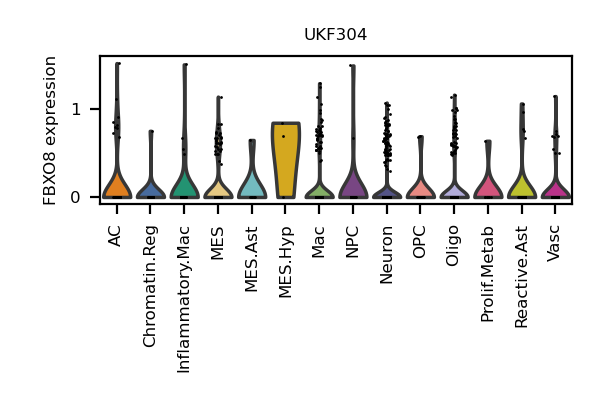 UKF304
FBXO8 expression
1
0
AC
Chromatin.Reg
Inflammatory.Mac
MES
MES.Ast
MES.Hyp
Mac
NPC
Neuron
OPC
Oligo
Prolif.Metab
Reactive.Ast
Vasc